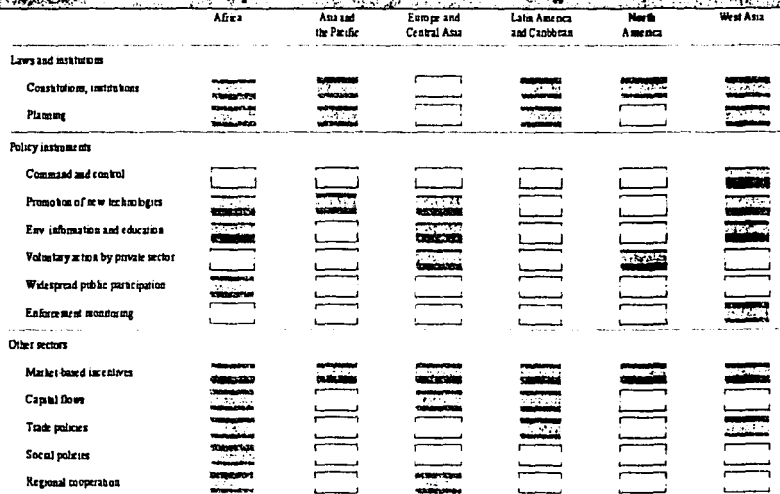 Africa
Asia and the Pacific
Europe and Central Asia
Latin America and Caribbean
North America
West Asia
Laws and institutions
Constitutions, institutions
Planning
Policy instruments
Command and control
Promotion of new technologies
Env information and education
Voluntary action by private sector
Widespread public participation
Enforcement monitoring
Other sectors
Market-based incentives
Capital flows
Trade policies
Social policies
Regional cooperation